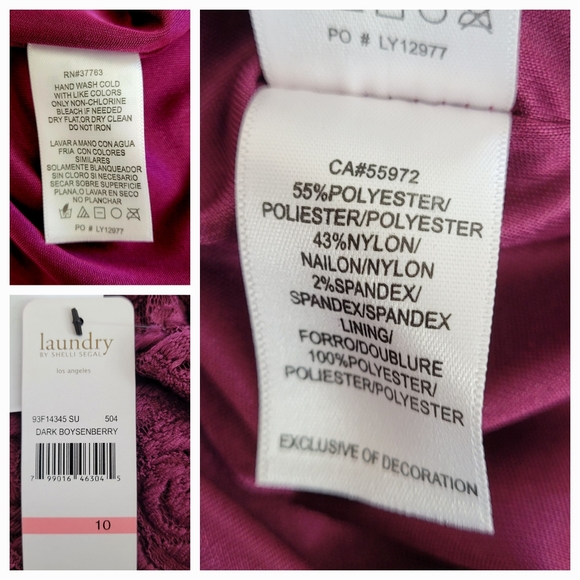 RN#37763
HAND WASH COLD
WITH LIKE COLORS
ONLY NON-CHLORINE
BLEACH IF NEEDED
DRY FLAT,OR DRY CLEAN
DO NOT IRON
LAVAR A MANO CON AGUA
FRIA CON COLORES
SIMILARES
SOLAMENTE BLANQUEADOR
SIN CLORO SI NECESARIO
SECAR SOBRE SUPERFICIE
PLANA,O LAVAR EN SECO
NO PLANCHAR
PO # LY12977
PO # LY12977
CA#55972
55%POLYESTER/
POLIESTER/POLYESTER
43%NYLON/
NAILON/NYLON
2%SPANDEX/
SPANDEX/SPANDEX
LINING/
FORRO/DOUBLURE
100%POLYESTER/
POLIESTER/POLYESTER
EXCLUSIVE OF DECORATION
laundry
BY SHELLI SEGAL
los angeles
93F14345 SU 504
DARK BOYSENBERRY
7 99016 46304 5
10